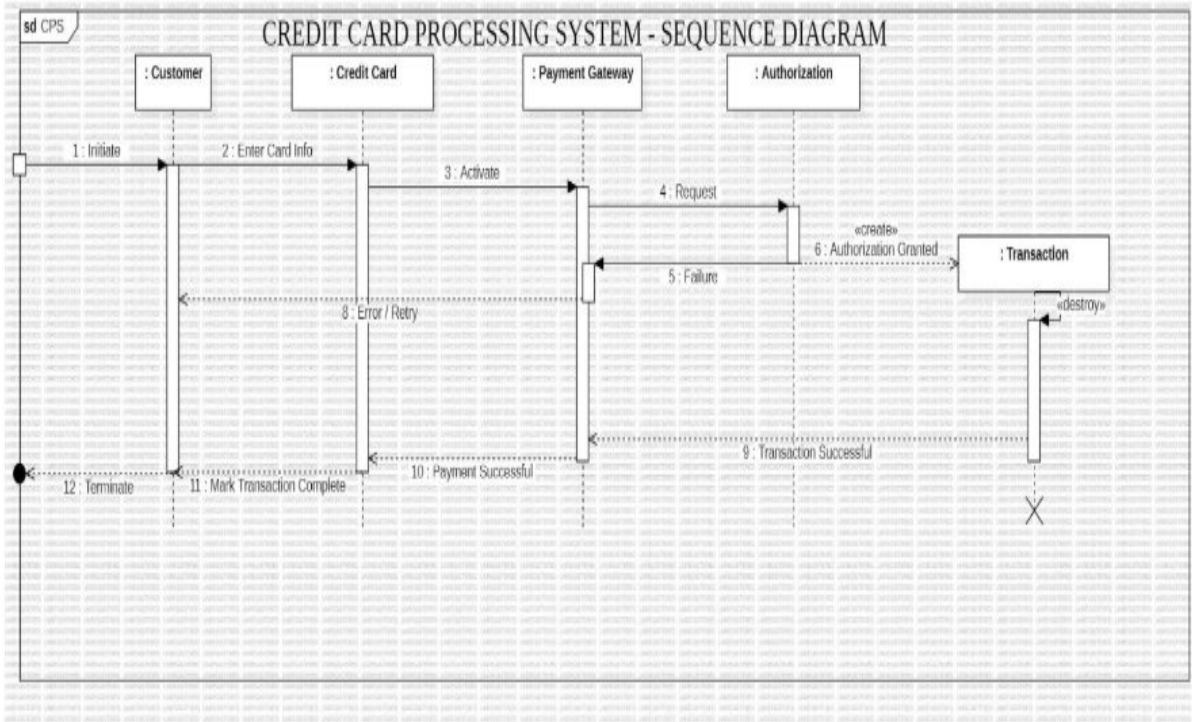 sd CPS
CREDIT CARD PROCESSING SYSTEM - SEQUENCE DIAGRAM
: Customer
: Credit Card
: Payment Gateway
: Authorization
1 : Initiate
2 : Enter Card Info
3 : Activate
4 : Request
«create»
6 : Authorization Granted
: Transaction
5 : Failure
«destroy»
8 : Error / Retry
9 : Transaction Successful
10 : Payment Successful
11 : Mark Transaction Complete
12 : Terminate